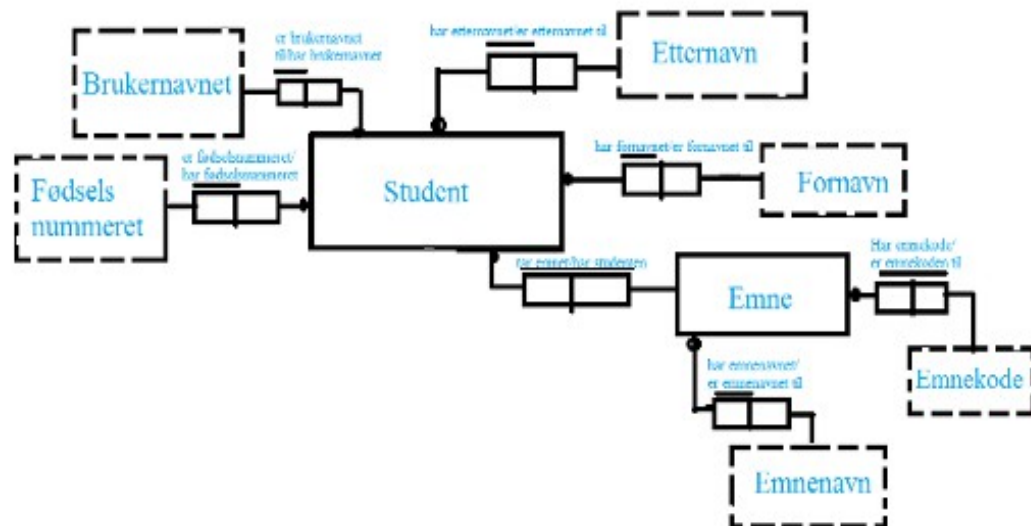 er brukernavnet
til/har brukernavnet
Brukernavnet
har etternavnet/er etternavnet til
Etternavn
er fødselsnummeret/
har fødselsnummeret
Fødsels
nummeret
Student
har fornavnet/er fornavnet til
Fornavn
tar emnet/har studenten
Emne
Har emnekode/
er emnekoden til
Emnekode
har emnenavnet/
er emnenavnet til
Emnenavn